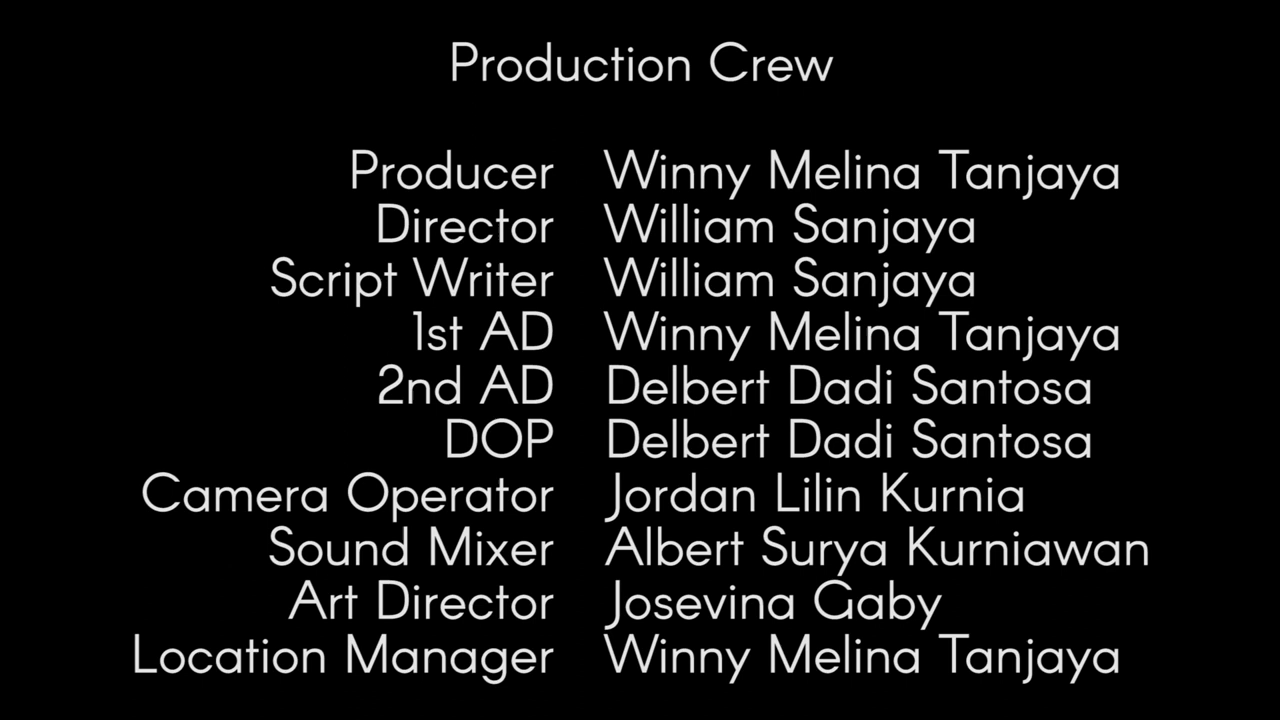 Production Crew
Producer Winny Melina Tanjaya
Director William Sanjaya
Script Writer William Sanjaya
1st AD Winny Melina Tanjaya
2nd AD Delbert Dadi Santosa
DOP Delbert Dadi Santosa
Camera Operator Jordan Lilin Kurnia
Sound Mixer Albert Surya Kurniawan
Art Director Josevina Gaby
Location Manager Winny Melina Tanjaya